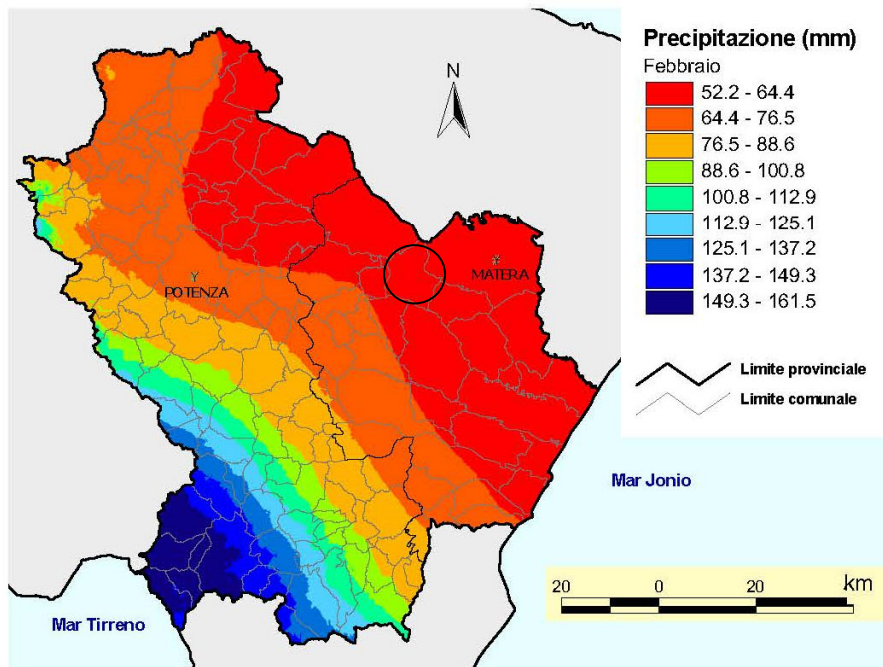 Precipitazione (mm)
Febbraio
52.2 - 64.4
64.4 - 76.5
76.5 - 88.6
88.6 - 100.8
100.8 - 112.9
112.9 - 125.1
125.1 - 137.2
137.2 - 149.3
149.3 - 161.5
Limite provinciale
Limite comunale
N
POTENZA
MATERA
Mar Jonio
Mar Tirreno
20 0 20 km